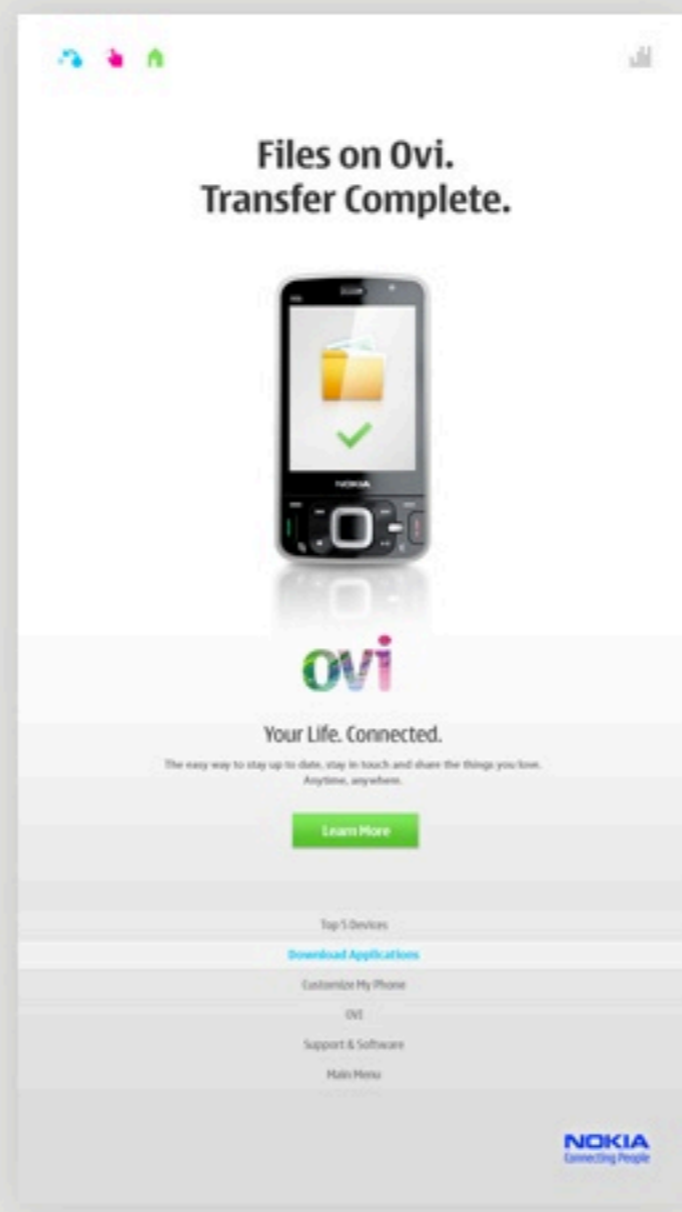 Files on Ovi.
Transfer Complete.
NOKIA
ovi
Your Life. Connected.
The easy way to stay up to date, stay in touch and share the things you love.
Anytime, anywhere.
Learn More
Top 5 Devices
Download Applications
Customize My Phone
OVI
Support & Software
Main Menu
NOKIA
Connecting People